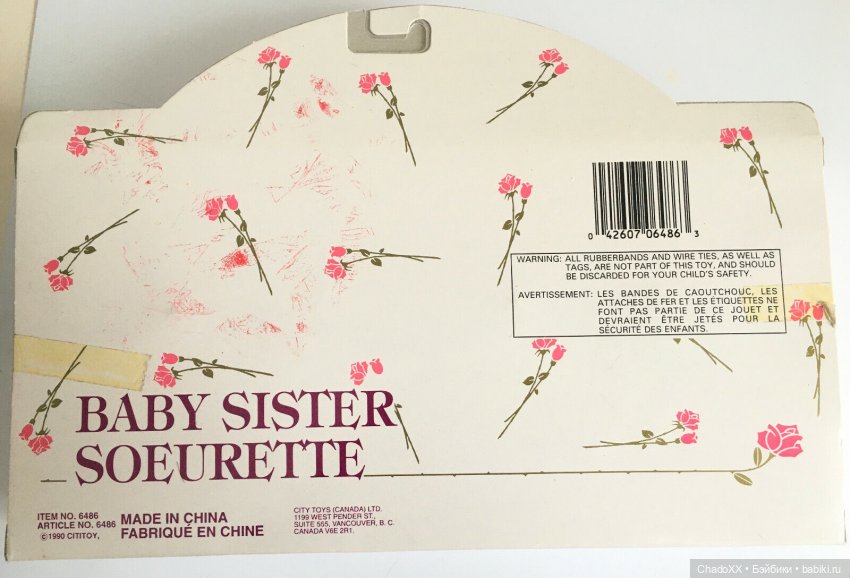 0 42607 06486 3
WARNING: ALL RUBBERBANDS AND WIRE TIES, AS WELL AS
TAGS, ARE NOT PART OF THIS TOY, AND SHOULD
BE DISCARDED FOR YOUR CHILD'S SAFETY.
AVERTISSEMENT: LES BANDES DE CAOUTCHOUC, LES
ATTACHES DE FER ET LES ÉTIQUETTES NE
FONT PAS PARTIE DE CE JOUET ET
DEVRAIENT ÊTRE JETÉS POUR LA
SÉCURITÉ DES ENFANTS.
BABY SISTER
SOEURETTE
ITEM NO. 6486
ARTICLE NO. 6486
©1990 CITITOY,
MADE IN CHINA
FABRIQUÉ EN CHINE
CITY TOYS (CANADA) LTD.
1199 WEST PENDER ST.,
SUITE 555, VANCOUVER, B. C.
CANADA V6E 2R1.
ChadoXX • Бэйбики • babiki.ru